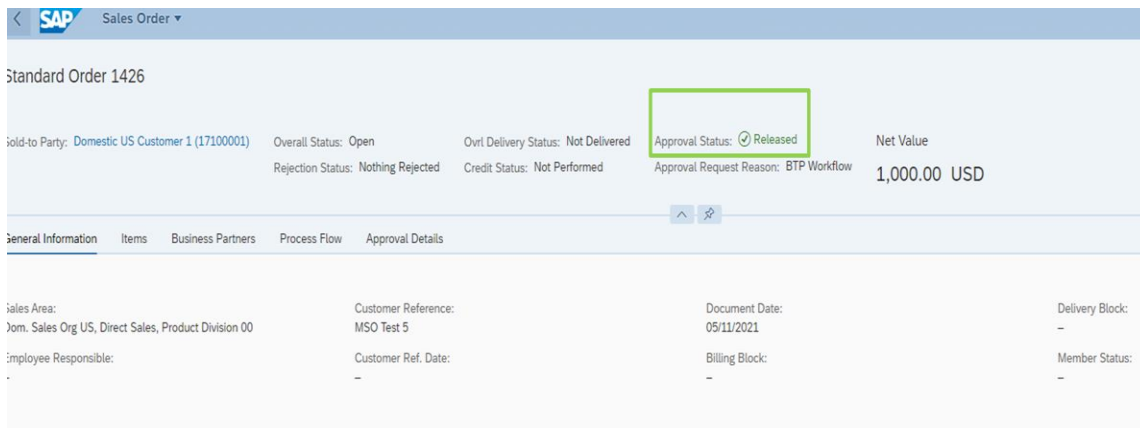 SAP Sales Order
Standard Order 1426
Sold-to Party: Domestic US Customer 1 (17100001) Overall Status: Open Ovrl Delivery Status: Not Delivered Approval Status: Released Net Value
Rejection Status: Nothing Rejected Credit Status: Not Performed Approval Request Reason: BTP Workflow 1,000.00 USD
General Information Items Business Partners Process Flow Approval Details
Sales Area: Customer Reference: Document Date: Delivery Block:
Dom. Sales Org US, Direct Sales, Product Division 00 MSO Test 5 05/11/2021 –
Employee Responsible: Customer Ref. Date: Billing Block: Member Status:
– – – –